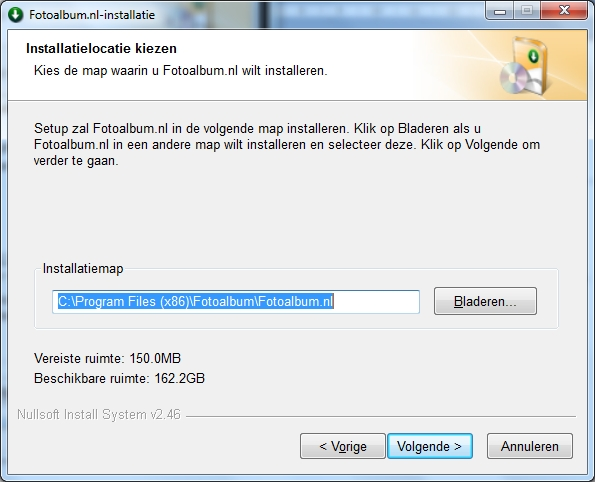 Fotoalbum.nl-installatie
Installatielocatie kiezen
Kies de map waarin u Fotoalbum.nl wilt installeren.
Setup zal Fotoalbum.nl in de volgende map installeren. Klik op Bladeren als u
Fotoalbum.nl in een andere map wilt installeren en selecteer deze. Klik op Volgende om
verder te gaan.
Installatiemap
C:\Program Files (x86)\Fotoalbum\Fotoalbum.nl
Bladeren...
Vereiste ruimte: 150.0MB
Beschikbare ruimte: 162.2GB
Nullsoft Install System v2.46
< Vorige
Volgende >
Annuleren